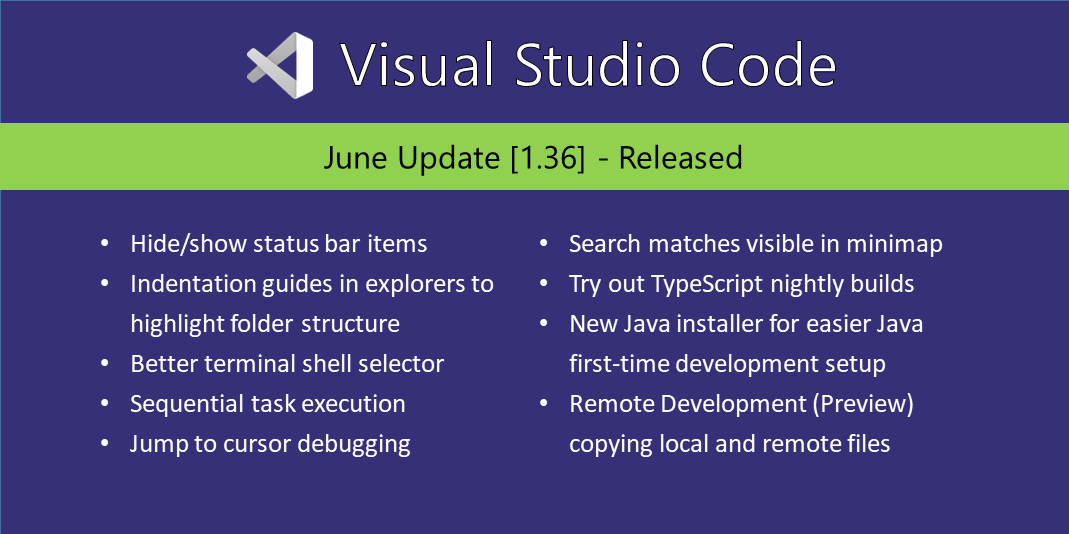 Visual Studio Code
June Update [1.36] - Released
• Hide/show status bar items
• Indentation guides in explorers to
highlight folder structure
• Better terminal shell selector
• Sequential task execution
• Jump to cursor debugging
• Search matches visible in minimap
• Try out TypeScript nightly builds
• New Java installer for easier Java
first-time development setup
• Remote Development (Preview)
copying local and remote files